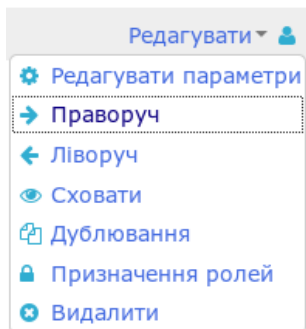 Редагувати
Редагувати параметри
Праворуч
Ліворуч
Сховати
Дублювання
Призначення ролей
Видалити